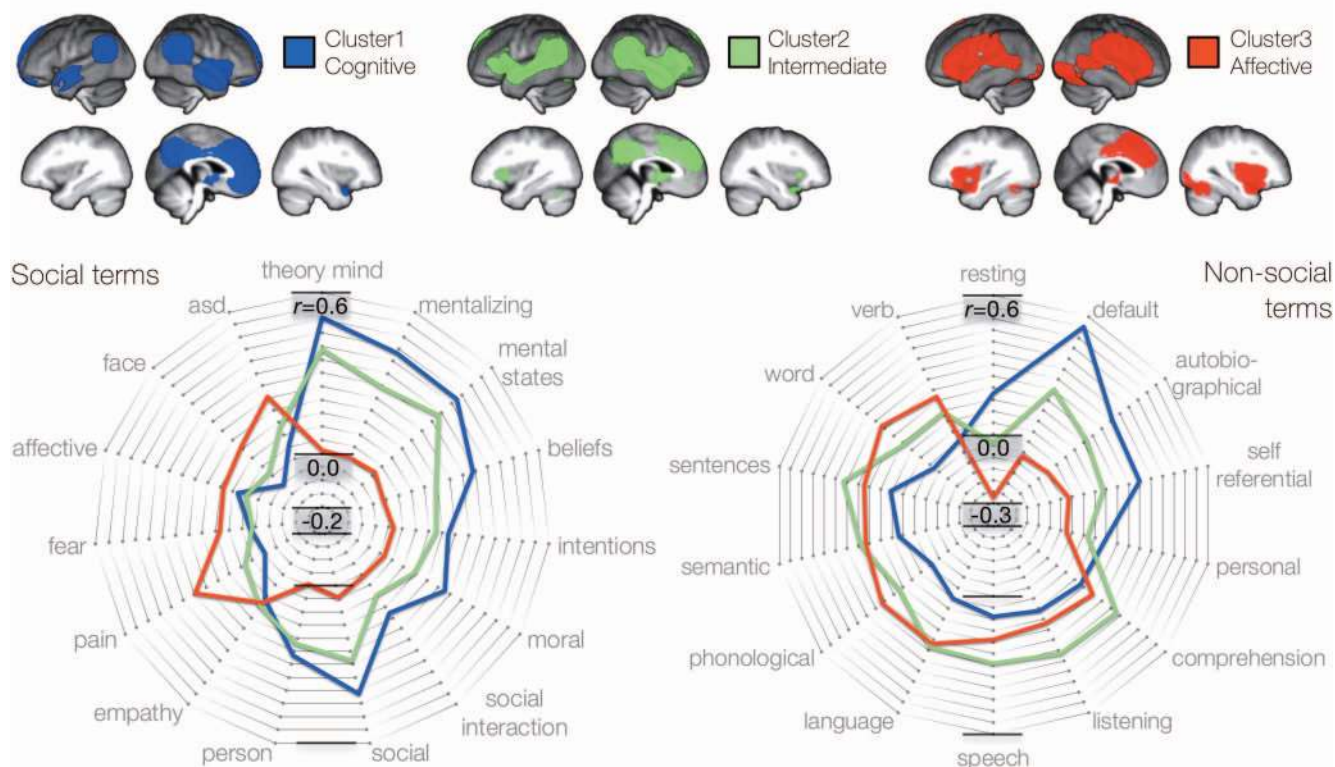 Cluster1
Cognitive
Cluster2
Intermediate
Cluster3
Affective
Social terms
theory mind
mentalizing
mental
states
beliefs
intentions
moral
social
interaction
social
person
empathy
pain
fear
affective
face
asd
r=0.6
0.0
-0.2
Non-social
terms
resting
default
autobio-
graphical
self
referential
personal
comprehension
listening
speech
language
phonological
semantic
sentences
word
verb
r=0.6
0.0
-0.3